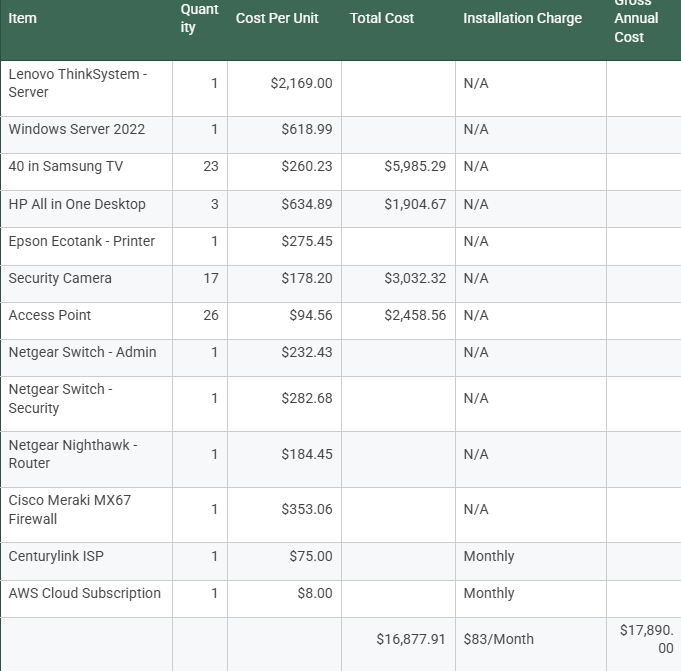 Item Quant Cost Per Unit Total Cost Installation Charge Gross
ity Annual
Cost
Lenovo ThinkSystem - 1 $2,169.00 N/A
Server
Windows Server 2022 1 $618.99 N/A
40 in Samsung TV 23 $260.23 $5,985.29 N/A
HP All in One Desktop 3 $634.89 $1,904.67 N/A
Epson Ecotank - Printer 1 $275.45 N/A
Security Camera 17 $178.20 $3,032.32 N/A
Access Point 26 $94.56 $2,458.56 N/A
Netgear Switch - Admin 1 $232.43 N/A
Netgear Switch - 1 $282.68 N/A
Security
Netgear Nighthawk - 1 $184.45 N/A
Router
Cisco Meraki MX67 1 $353.06 N/A
Firewall
Centurylink ISP 1 $75.00 Monthly
AWS Cloud Subscription 1 $8.00 Monthly
$16,877.91 $83/Month $17,890.
00